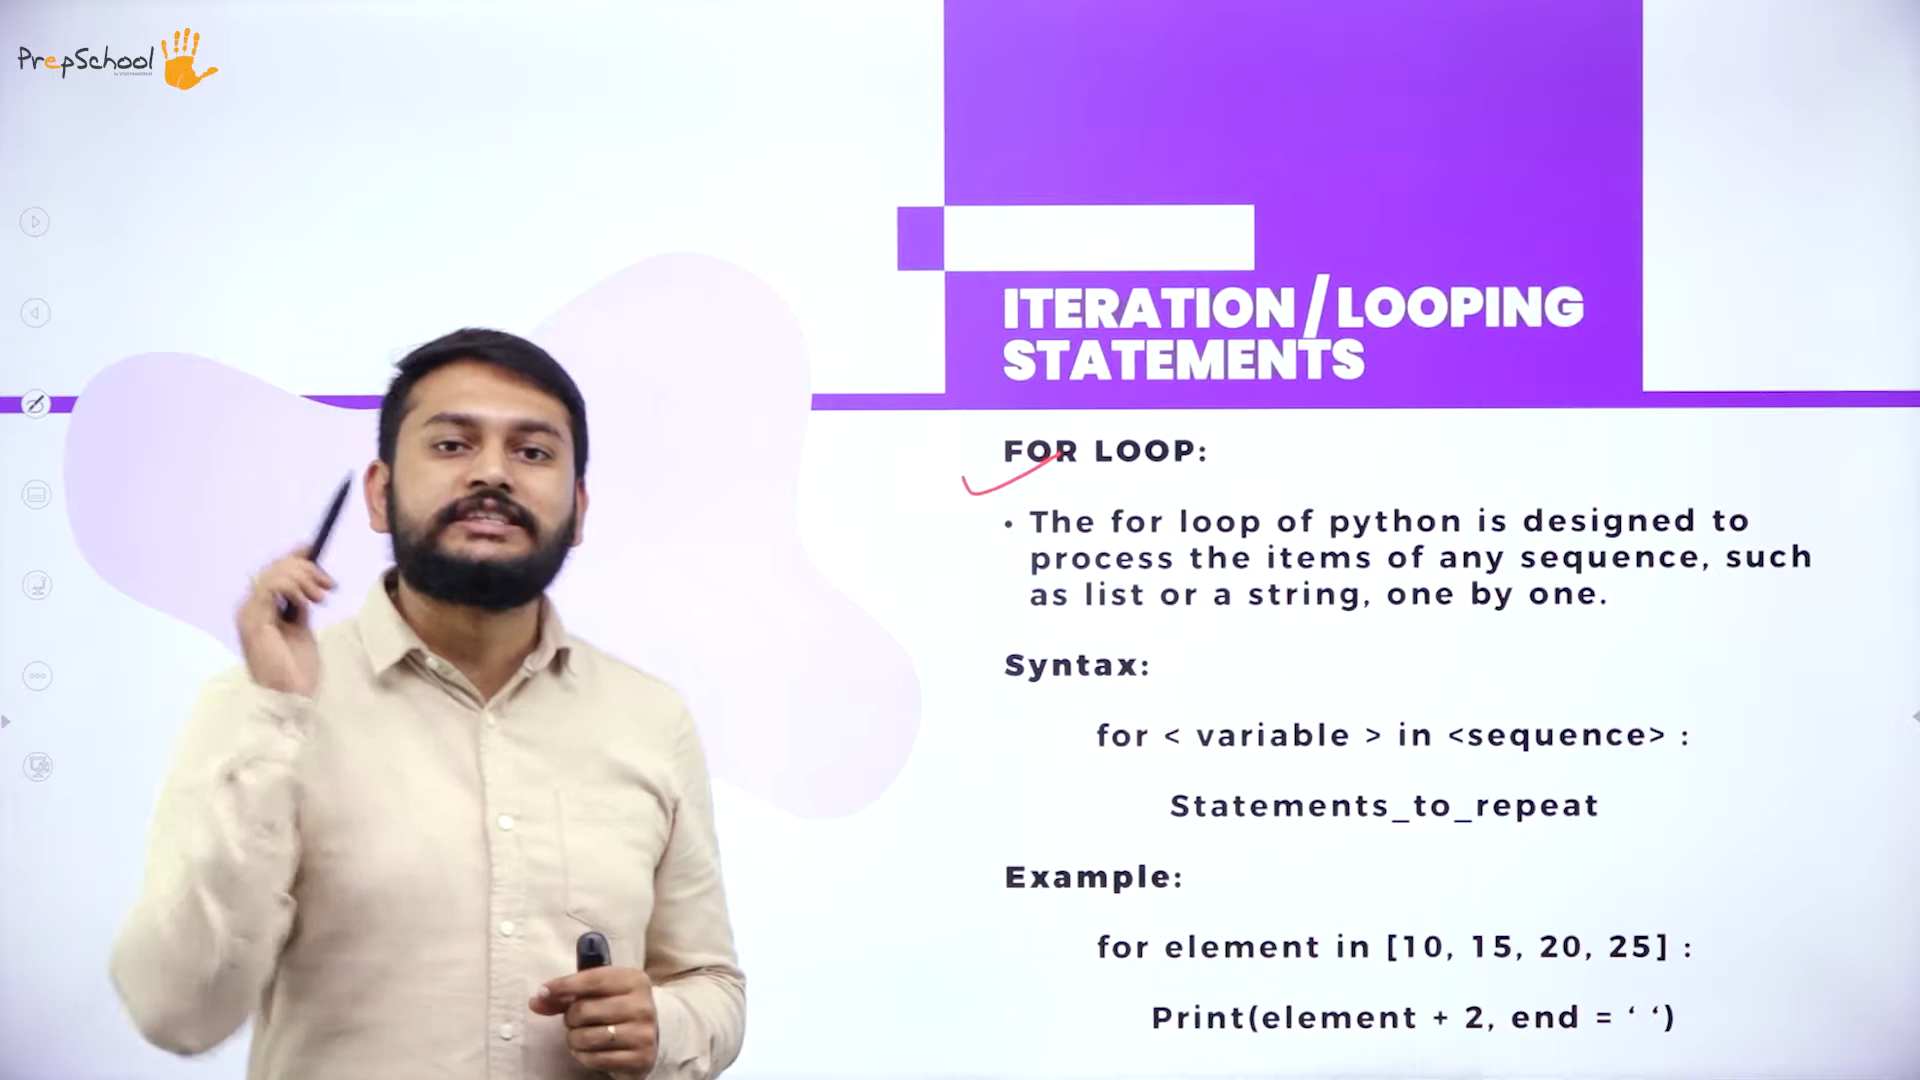 PrepSchool
ITERATION/LOOPING
STATEMENTS
FOR LOOP:
• The for loop of python is designed to
process the items of any sequence, such
as list or a string, one by one.
Syntax:
for < variable > in <sequence> :
Statements_to_repeat
Example:
for element in [10, 15, 20, 25] :
Print(element + 2, end = ‘ ‘)